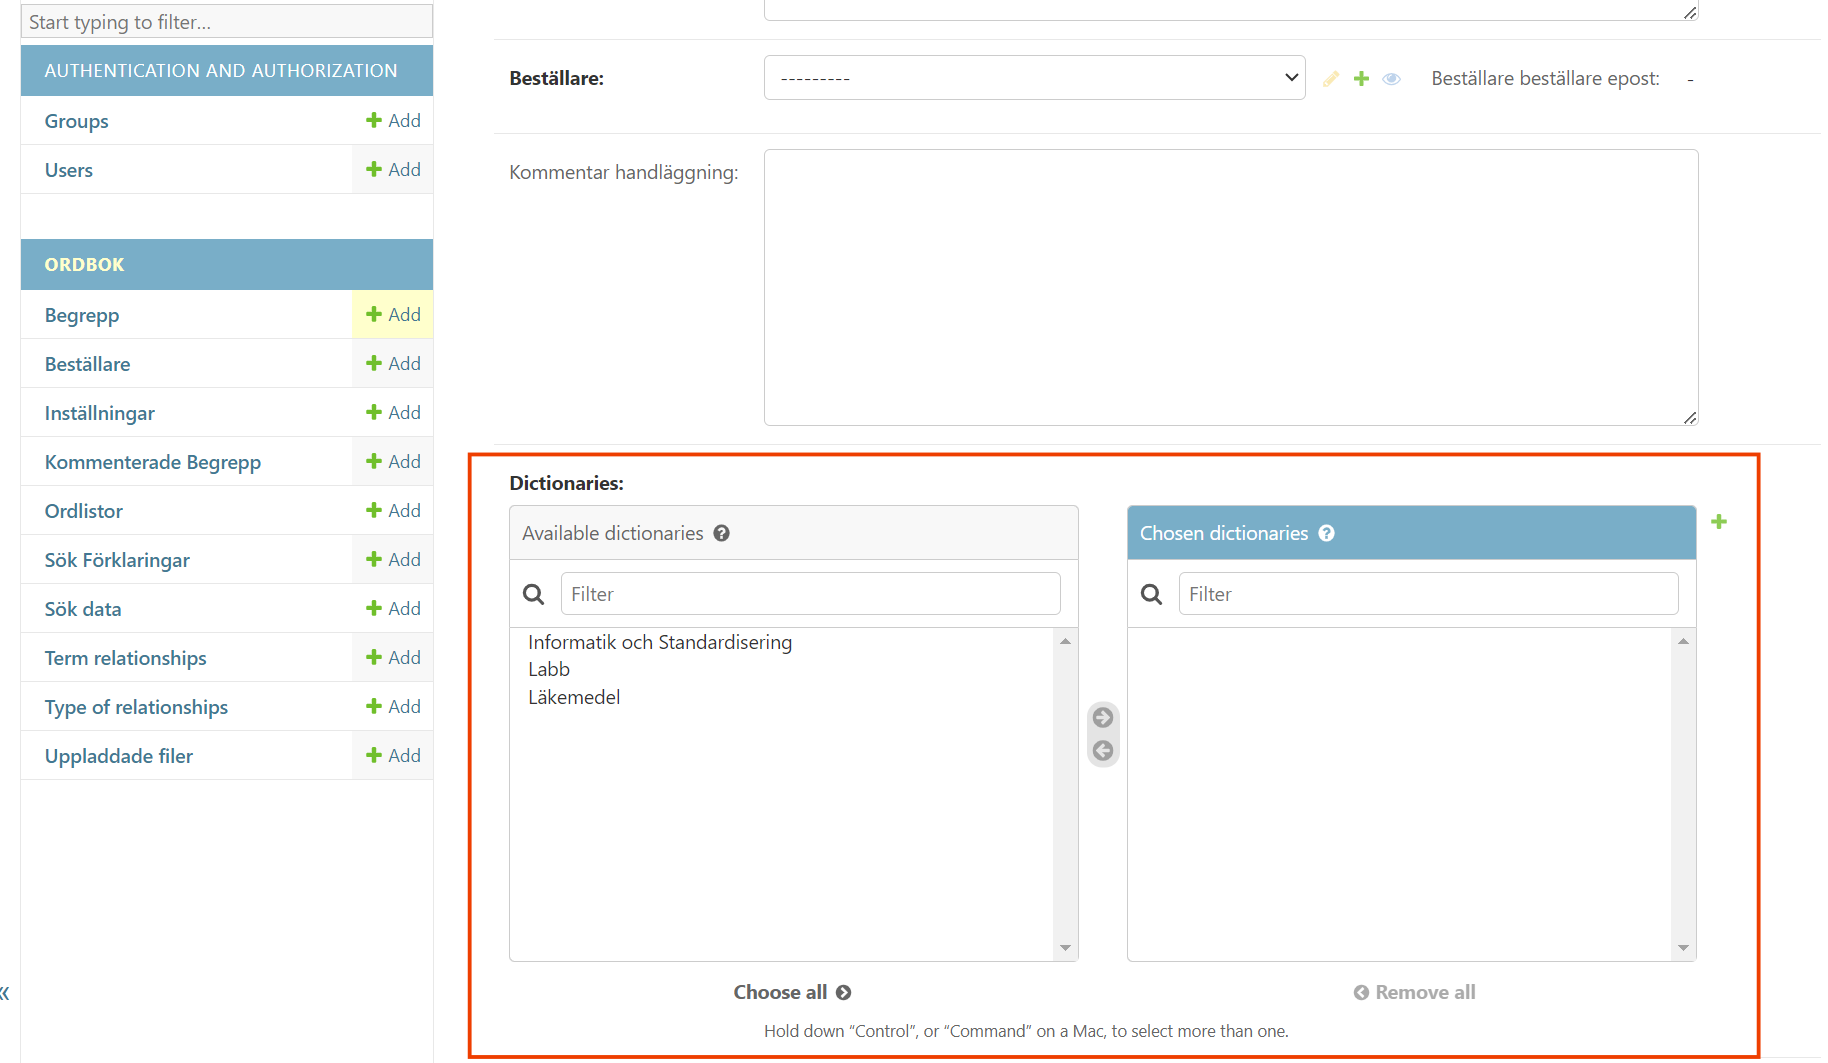 Start typing to filter...
AUTHENTICATION AND AUTHORIZATION
Groups + Add
Users + Add
ORDBOK
Begrepp + Add
Beställare + Add
Inställningar + Add
Kommenterade Begrepp + Add
Ordlistor + Add
Sök Förklaringar + Add
Sök data + Add
Term relationships + Add
Type of relationships + Add
Uppladdade filer + Add
«
Beställare: --------- Beställare beställare epost: -
Kommentar handläggning:
Dictionaries:
Available dictionaries ?
Filter
Informatik och Standardisering
Labb
Läkemedel
Choose all
Chosen dictionaries ?
Filter
Remove all
Hold down “Control”, or “Command” on a Mac, to select more than one.